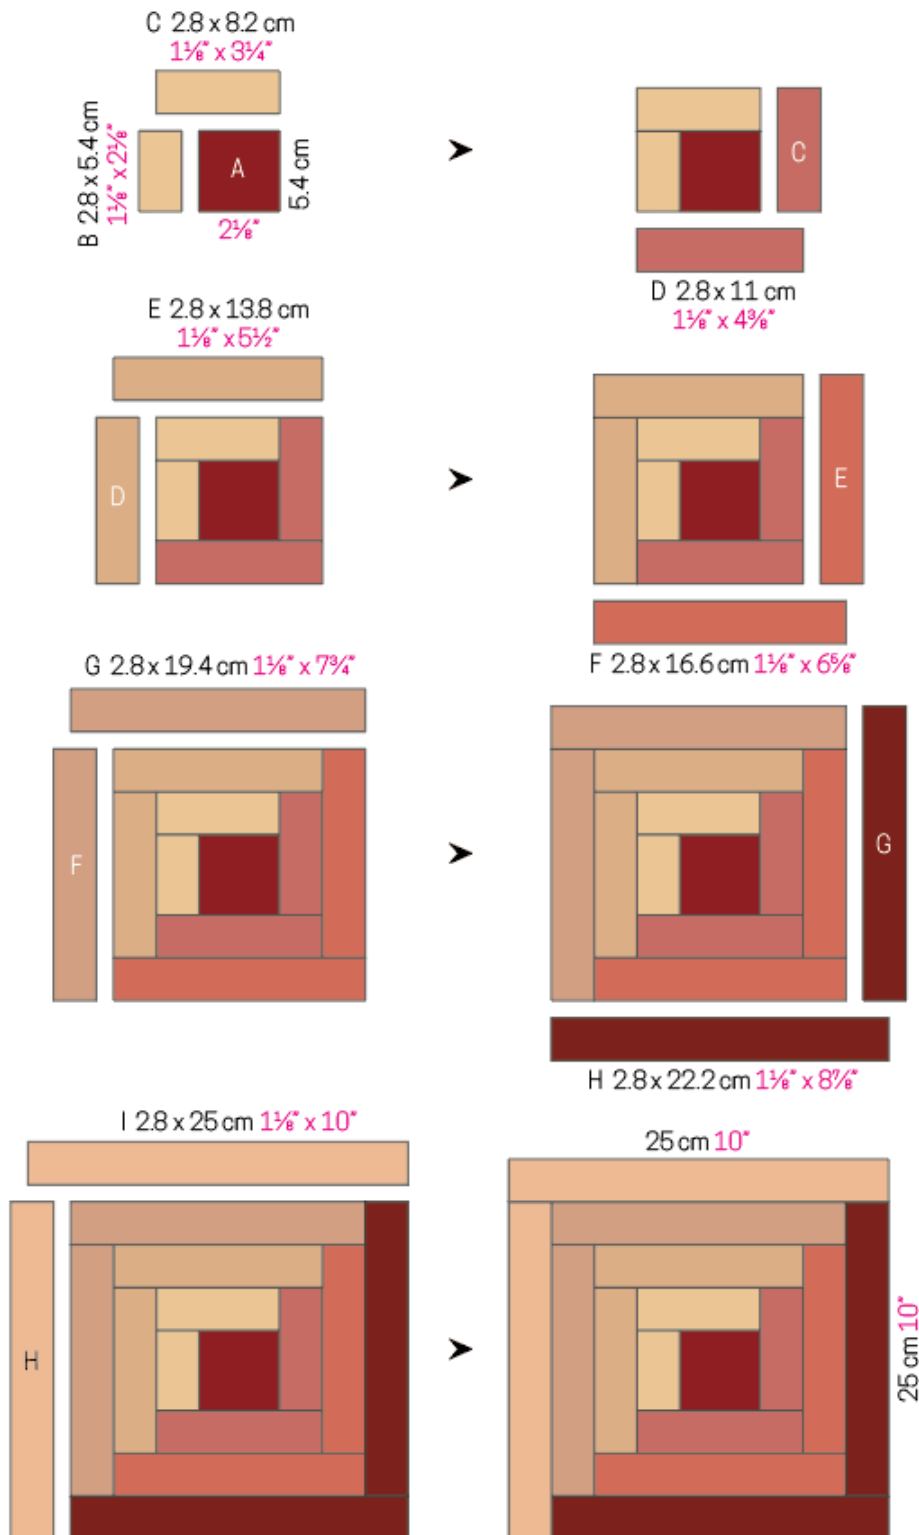 C 2.8 x 8.2 cm
1⅛" x 3¼"
B 2.8 x 5.4 cm
1⅛" x 2⅛"
A
5.4 cm
2⅛"
C
D 2.8 x 11 cm
1⅛" x 4⅜"
E 2.8 x 13.8 cm
1⅛" x 5½"
D
E
F 2.8 x 16.6 cm 1⅛" x 6⅝"
G 2.8 x 19.4 cm 1⅛" x 7¾"
F
G
H 2.8 x 22.2 cm 1⅛" x 8⅞"
I 2.8 x 25 cm 1⅛" x 10"
H
25 cm 10"
25 cm 10"